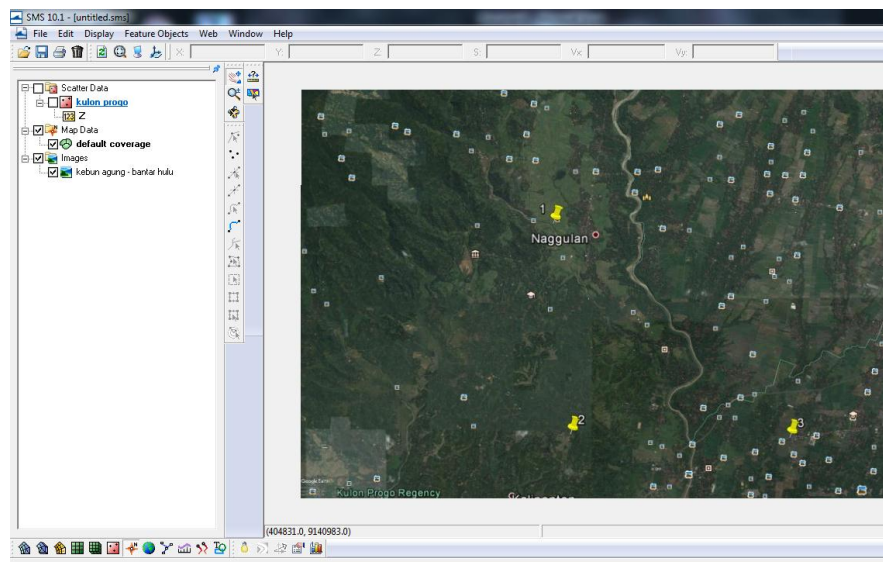 SMS 10.1 - [untitled.sms]
File Edit Display Feature Objects Web Window Help
X: Y: Z: S: Vx: Vy:
Scatter Data
kulon progo
123 Z
Map Data
default coverage
Images
kebun agung - bantar hulu
1
Naggulan
2
3
Kulon Progo Regency
(404831.0, 9140983.0)